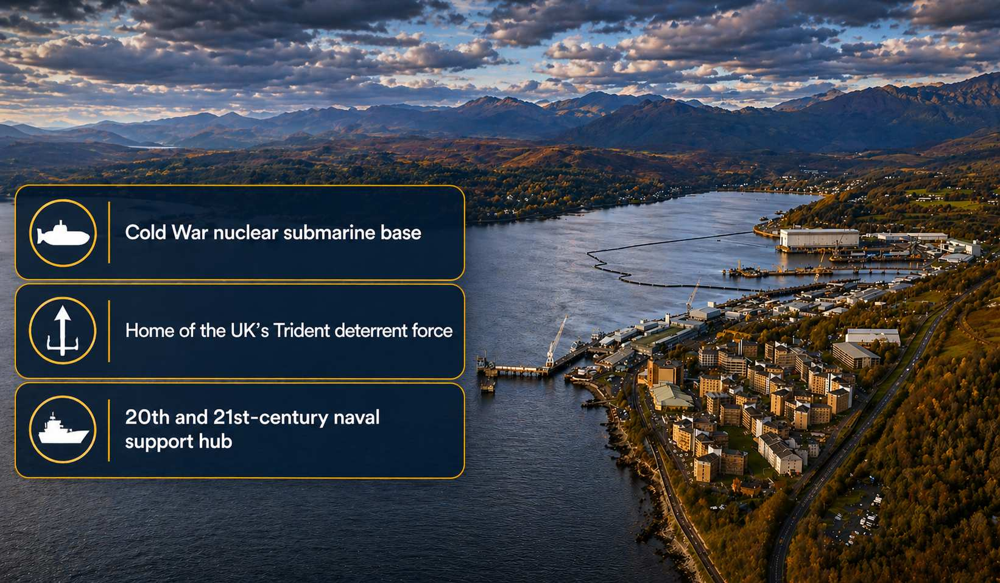 Cold War nuclear submarine base
Home of the UK's Trident deterrent force
20th and 21st-century naval
support hub